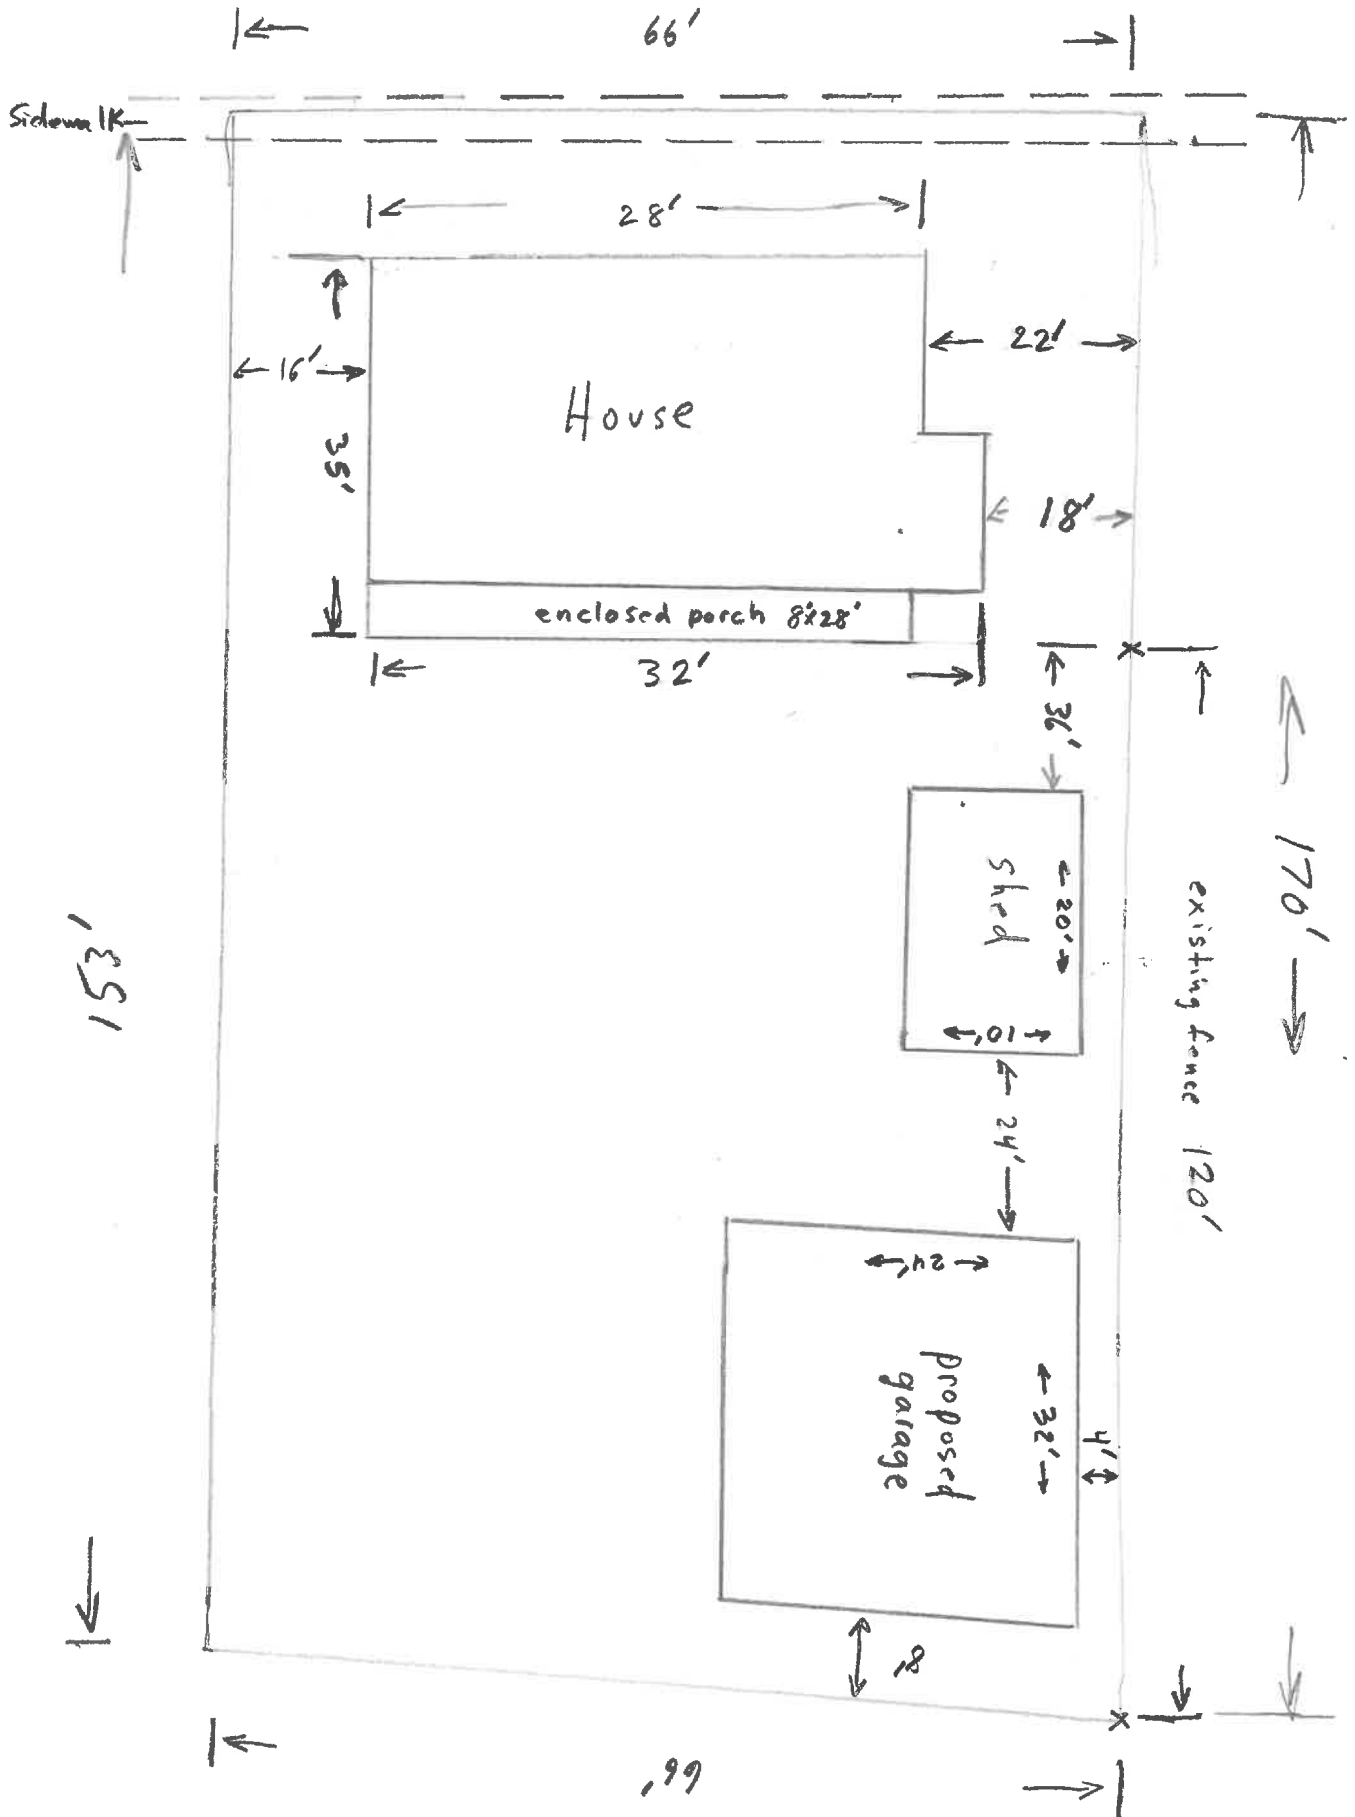 66'
Sidewalk
28'
22'
16'
House
35'
18'
enclosed porch 8'x28'
32'
36'
170'
shed
20'
existing fence 120'
153'
10'
24'
24'
proposed
garage
32'
4'
8'
66'